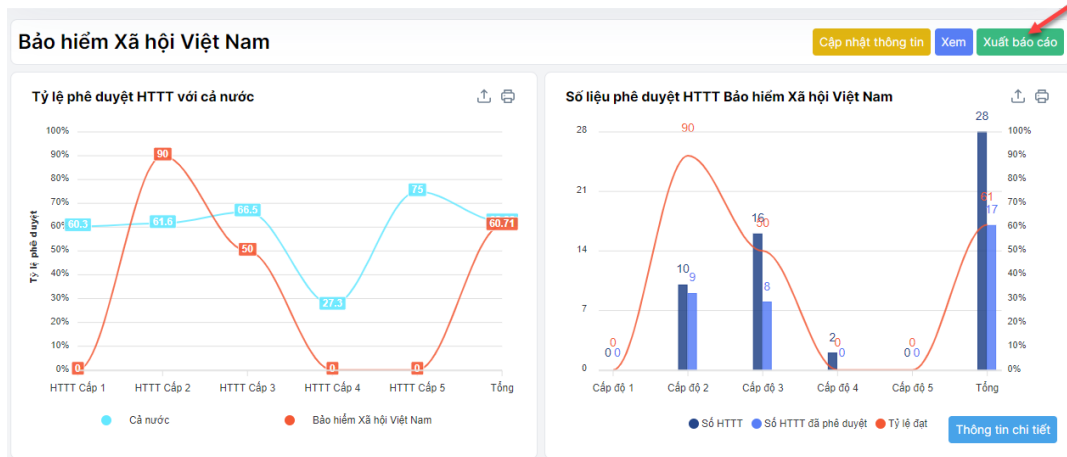 Bảo hiểm Xã hội Việt Nam
Cập nhật thông tin
Xem
Xuất báo cáo
Tỷ lệ phê duyệt HTTT với cả nước
Tỷ lệ phê duyệt
100%
90%
80%
70%
50%
40%
30%
20%
10%
0%
60.3
61.6
66.5
27.3
75
0
90
50
0
0
60.71
HTTT Cấp 1
HTTT Cấp 2
HTTT Cấp 3
HTTT Cấp 4
HTTT Cấp 5
Tổng
Cả nước
Bảo hiểm Xã hội Việt Nam
Số liệu phê duyệt HTTT Bảo hiểm Xã hội Việt Nam
28
21
14
7
0
100%
90%
80%
70%
60%
50%
40%
30%
20%
10%
0%
0
0 0
90
10
9
16
50
8
2
0
0
0
0 0
28
61
17
Cấp độ 1
Cấp độ 2
Cấp độ 3
Cấp độ 4
Cấp độ 5
Tổng
Số HTTT
Số HTTT đã phê duyệt
Tỷ lệ đạt
Thông tin chi tiết